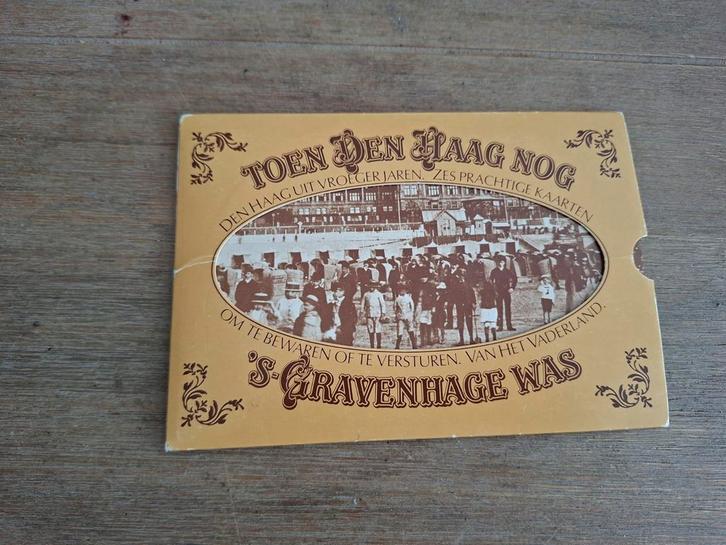 TOEN DEN HAAG NOG
DEN HAAG UIT VROEGER JAREN. ZES PRACHTIGE KAARTEN
OM TE BEWAREN OF TE VERSTUREN. VAN HET VADERLAND.
'S-GRAVENHAGE WAS